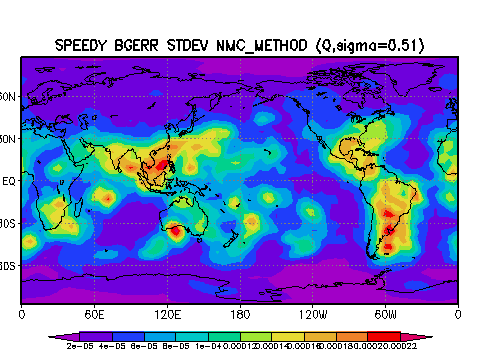 SPEEDY BGERR STDEV NMC_METHOD (Q,sigma=0.51)
60N
30N
EQ
30S
60S
0 60E 120E 180 120W 60W 0
2e-05 4e-05 6e-05 8e-05 1e-04 0.00012 0.00014 0.00016 0.00018 0.0002 0.00022